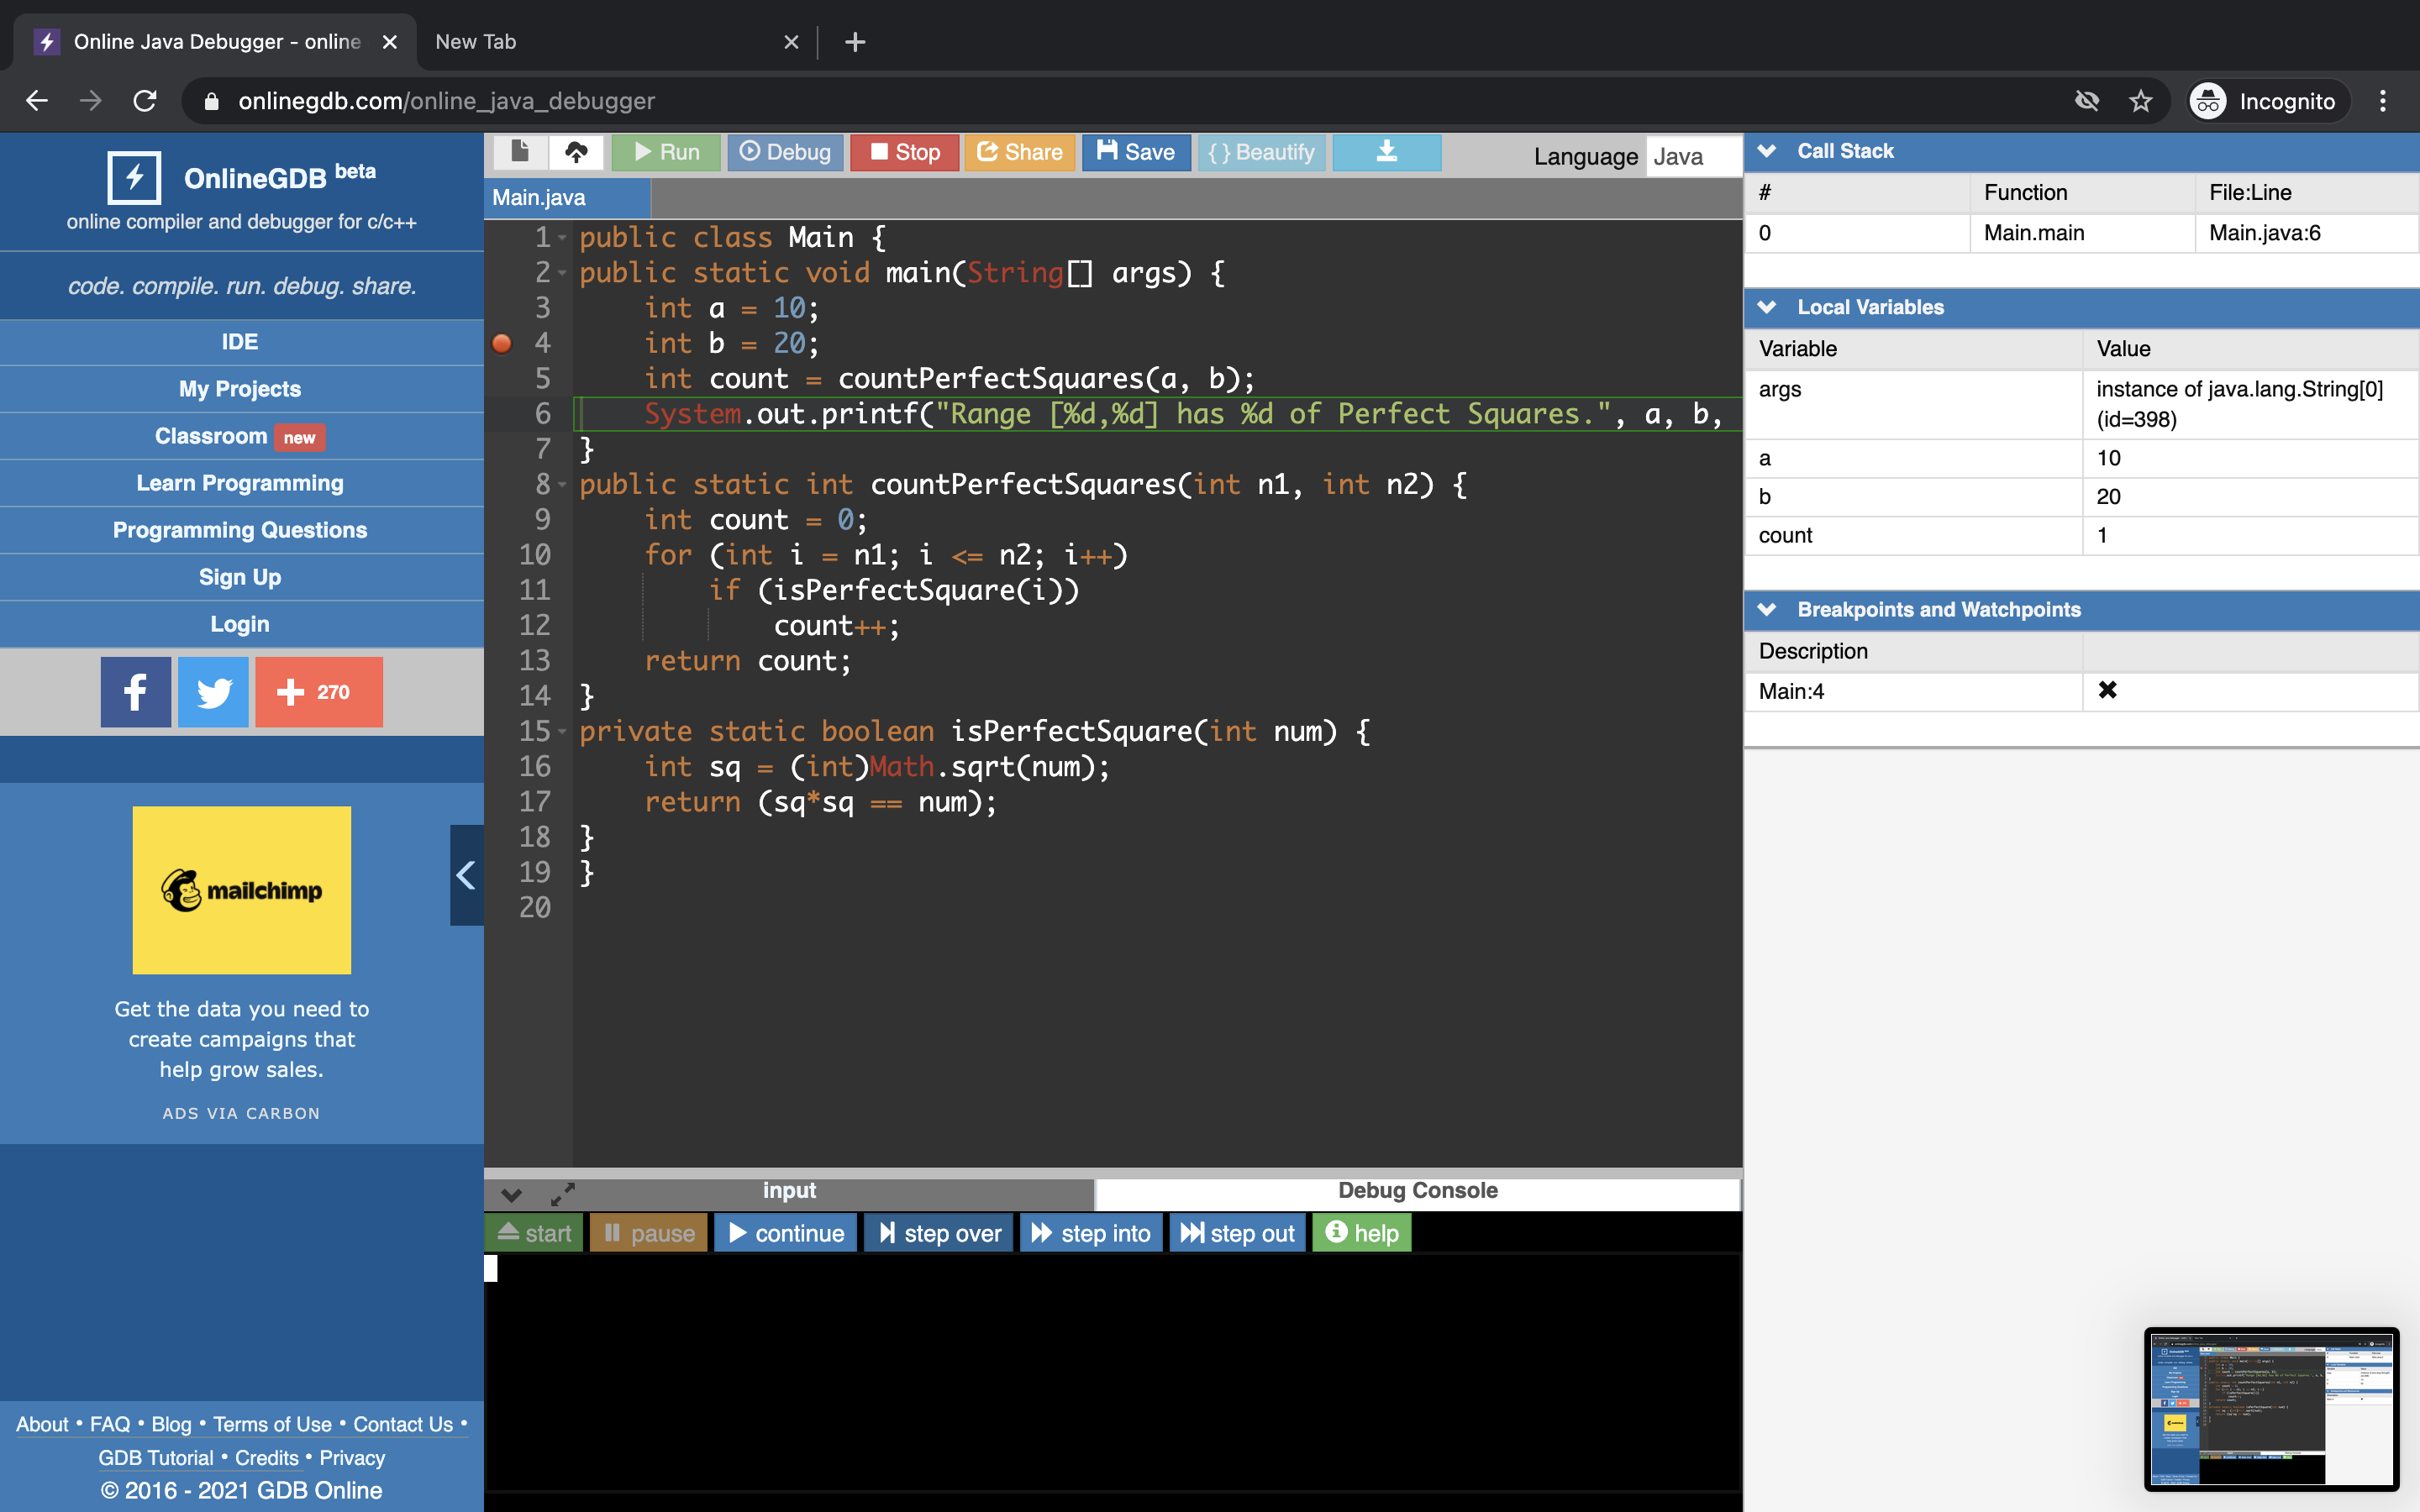 Online Java Debugger - online
New Tab
onlinegdb.com/online_java_debugger
Incognito
OnlineGDB beta
online compiler and debugger for c/c++
code. compile. run. debug. share.
IDE
My Projects
Classroom new
Learn Programming
Programming Questions
Sign Up
Login
270
mailchimp
Get the data you need to
create campaigns that
help grow sales.
ADS VIA CARBON
About • FAQ • Blog • Terms of Use • Contact Us •
GDB Tutorial • Credits • Privacy
© 2016 - 2021 GDB Online
Run Debug Stop Share Save { } Beautify Language Java
Main.java
1 public class Main {
2 public static void main(String[] args) {
3 int a = 10;
4 int b = 20;
5 int count = countPerfectSquares(a, b);
6 System.out.printf("Range [%d,%d] has %d of Perfect Squares.", a, b,
7 }
8 public static int countPerfectSquares(int n1, int n2) {
9 int count = 0;
10 for (int i = n1; i <= n2; i++)
11 if (isPerfectSquare(i))
12 count++;
13 return count;
14 }
15 private static boolean isPerfectSquare(int num) {
16 int sq = (int)Math.sqrt(num);
17 return (sq*sq == num);
18 }
19 }
20
input Debug Console
start pause continue step over step into step out help
Call Stack
# Function File:Line
0 Main.main Main.java:6
Local Variables
Variable Value
args instance of java.lang.String[0]
(id=398)
a 10
b 20
count 1
Breakpoints and Watchpoints
Description
Main:4